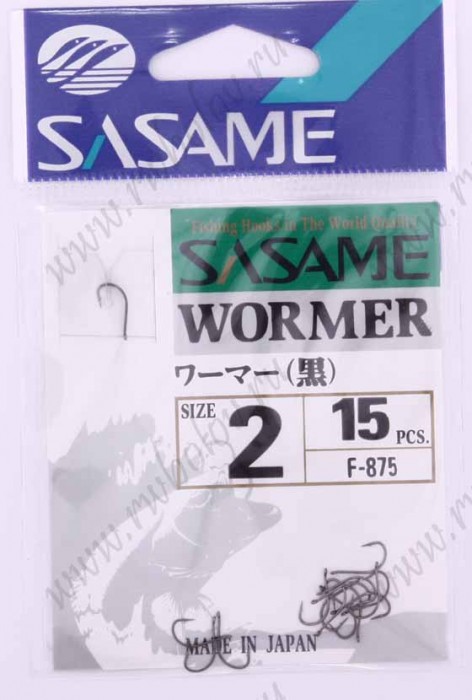 SASAME
Fishing Hooks in The World Quality
SASAME
WORMER
ワーマー(黒)
SIZE
2
15 PCS.
F-875
MADE IN JAPAN